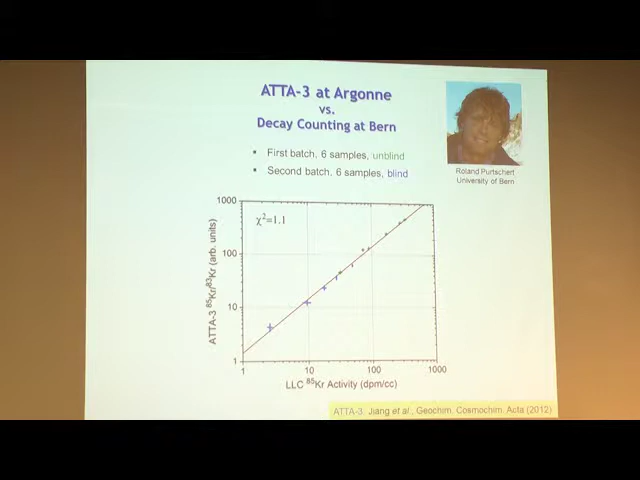 ATTA-3 at Argonne
vs.
Decay Counting at Bern
▪ First batch, 6 samples, unblind
▪ Second batch, 6 samples, blind
Roland Purtschert
University of Bern
χ²=1.1
1000
100
10
1
ATTA-3 ⁸⁵Kr/⁸³Kr (arb. units)
1 10 100 1000
LLC ⁸⁵Kr Activity (dpm/cc)
ATTA-3: Jiang et al., Geochim. Cosmochim. Acta (2012)